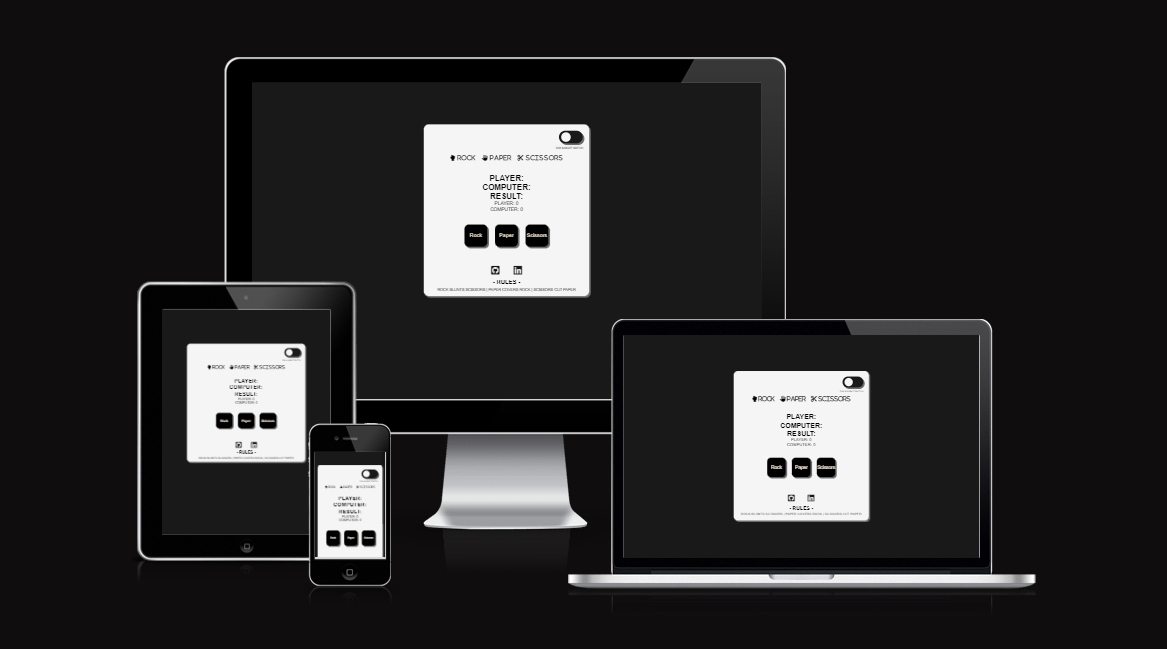 ROCK PAPER SCISSORS
PLAYER:
COMPUTER:
RESULT:
PLAYER: 0
COMPUTER: 0
Rock Paper Scissors
- RULES -
ROCK BLUNTS SCISSORS | PAPER COVERS ROCK | SCISSORS CUT PAPER
ROCK PAPER SCISSORS
PLAYER:
COMPUTER:
RESULT:
PLAYER: 0
COMPUTER: 0
Rock Paper Scissors
- RULES -
ROCK PAPER SCISSORS
PLAYER:
COMPUTER:
RESULT:
PLAYER: 0
COMPUTER: 0
Rock Paper Scissors
ROCK PAPER SCISSORS
PLAYER:
COMPUTER:
RESULT:
PLAYER: 0
COMPUTER: 0
Rock Paper Scissors
- RULES -
ROCK BLUNTS SCISSORS | PAPER COVERS ROCK | SCISSORS CUT PAPER